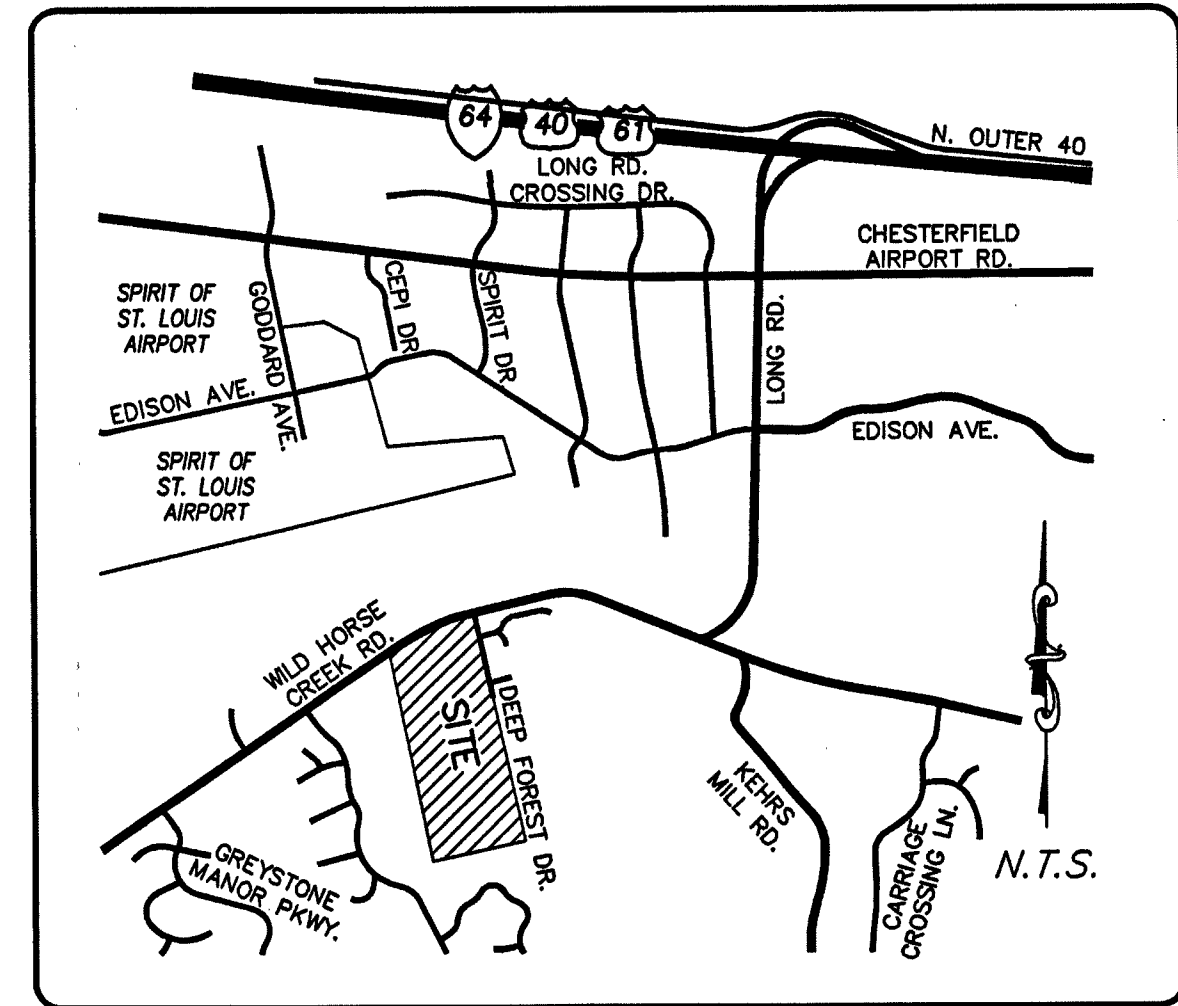 64
40
61
N. OUTER 40
LONG RD.
CROSSING DR.
CHESTERFIELD
AIRPORT RD.
SPIRIT OF
ST. LOUIS
AIRPORT
GODDARD AVE.
CEPI DR
SPIRIT DR
LONG RD.
EDISON AVE.
EDISON AVE.
SPIRIT OF
ST. LOUIS
AIRPORT
WILD HORSE
CREEK RD.
SITE
DEEP FOREST DR.
KEHRS
MILL RD.
CARRIAGE
CROSSING LN.
N.T.S.
GREYSTONE
MANOR PKWY.